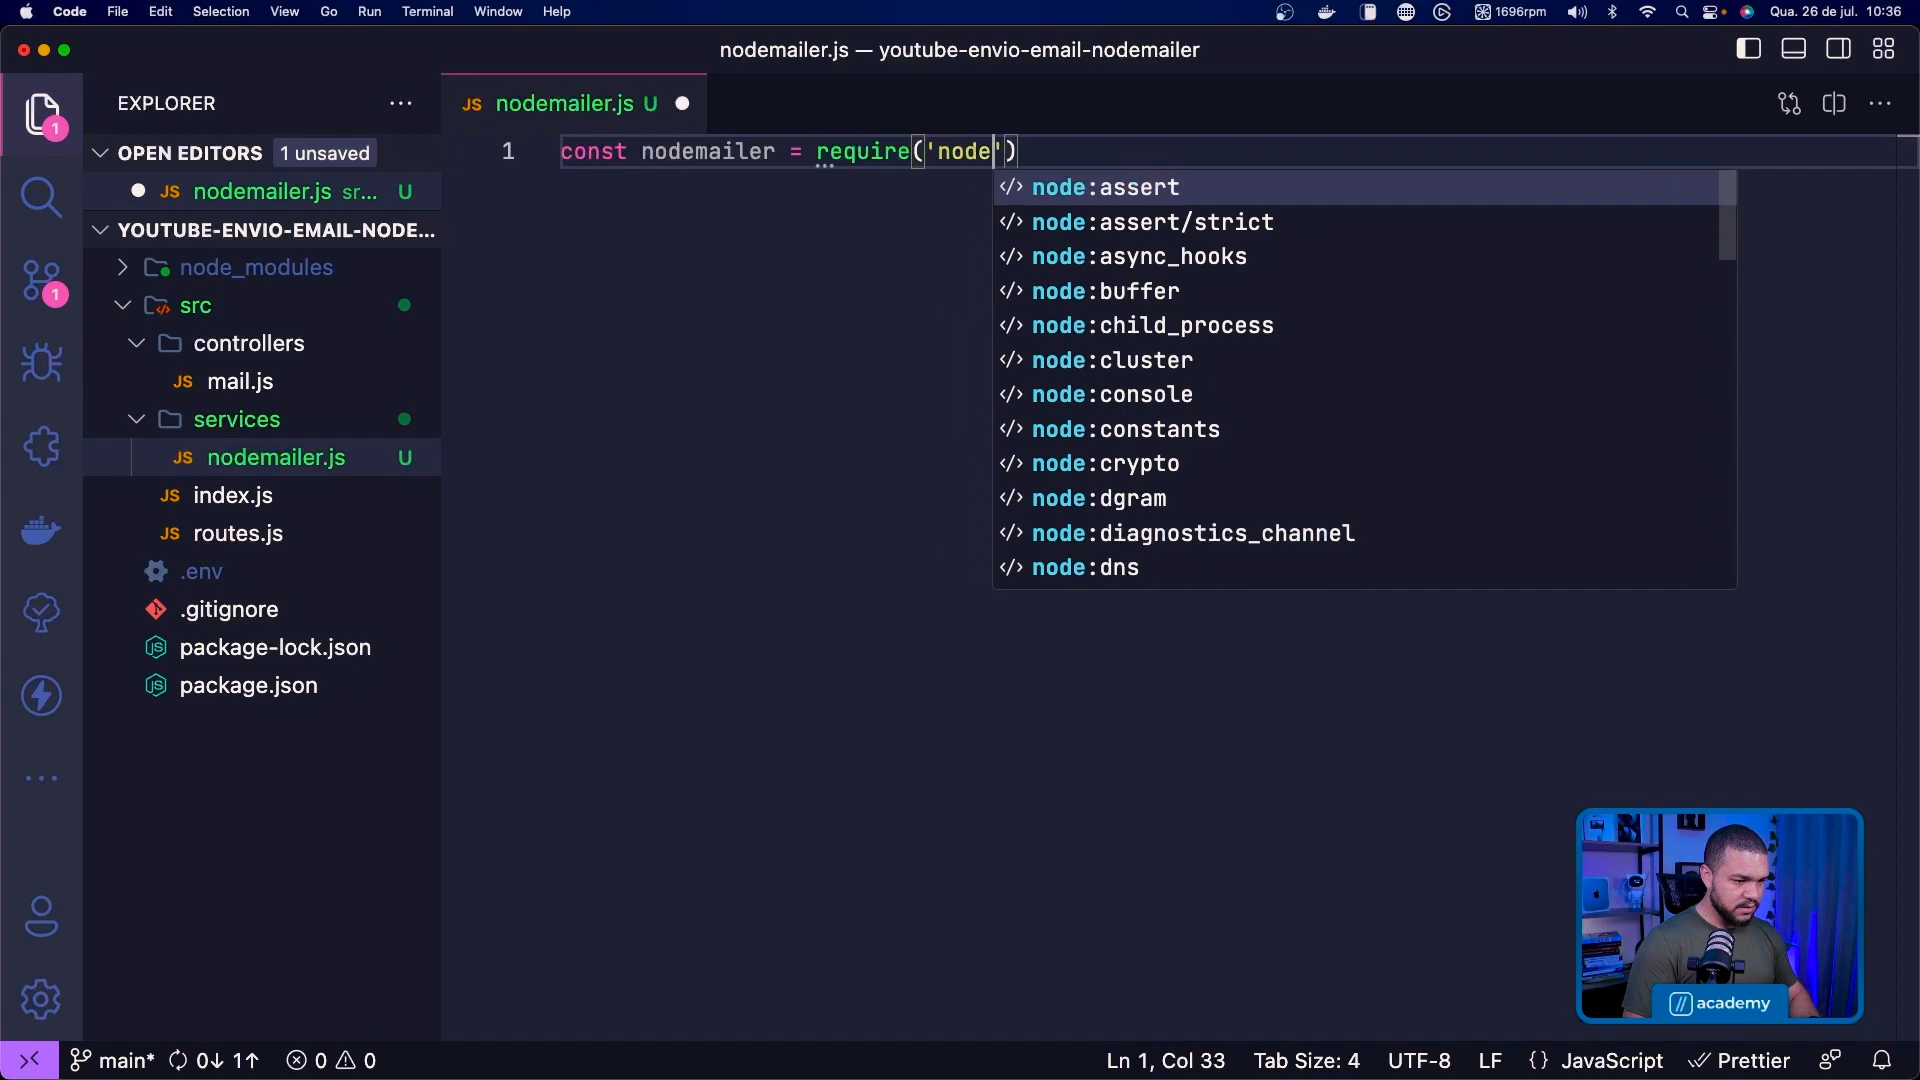 Code File Edit Selection View Go Run Terminal Window Help 1696rpm Qua. 26 de jul. 10:36
nodemailer.js — youtube-envio-email-nodemailer
EXPLORER
JS nodemailer.js U
OPEN EDITORS 1 unsaved
JS nodemailer.js sr... U
YOUTUBE-ENVIO-EMAIL-NODE...
node_modules
src
controllers
JS mail.js
services
JS nodemailer.js U
JS index.js
JS routes.js
.env
.gitignore
package-lock.json
package.json
1
1
1 const nodemailer = require('node')
node:assert
node:assert/strict
node:async_hooks
node:buffer
node:child_process
node:cluster
node:console
node:constants
node:crypto
node:dgram
node:diagnostics_channel
node:dns
// academy
main* 0↓ 1↑ 0 0 Ln 1, Col 33 Tab Size: 4 UTF-8 LF {} JavaScript Prettier